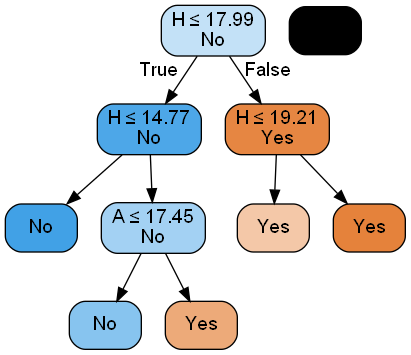 H ≤ 17.99
No
True
False
H ≤ 14.77
No
H ≤ 19.21
Yes
No
A ≤ 17.45
No
Yes
Yes
No
Yes